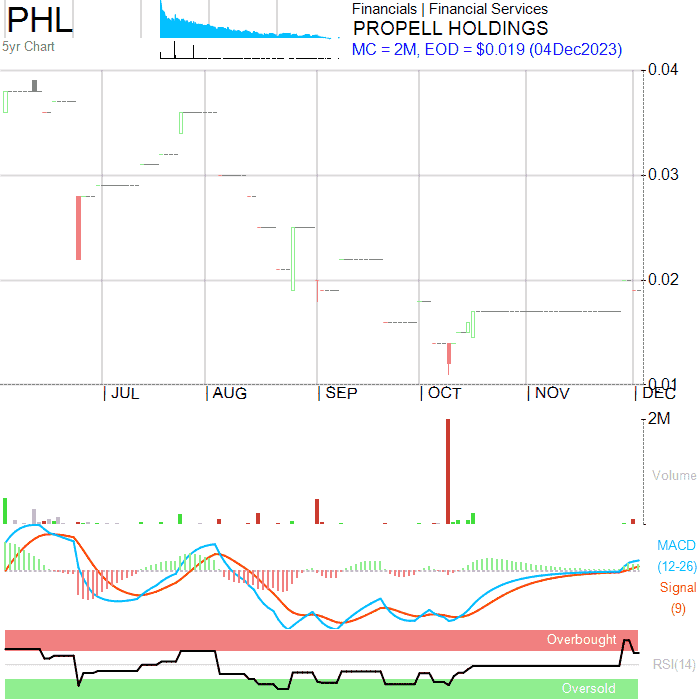 PHL
5yr Chart
Financials | Financial Services
PROPELL HOLDINGS
MC = 2M, EOD = $0.019 (04Dec2023)
0.04
0.03
0.02
0.01
JUL AUG SEP OCT NOV DEC
2M
Volume
MACD
(12-26)
Signal
(9)
Overbought
RSI(14)
Oversold